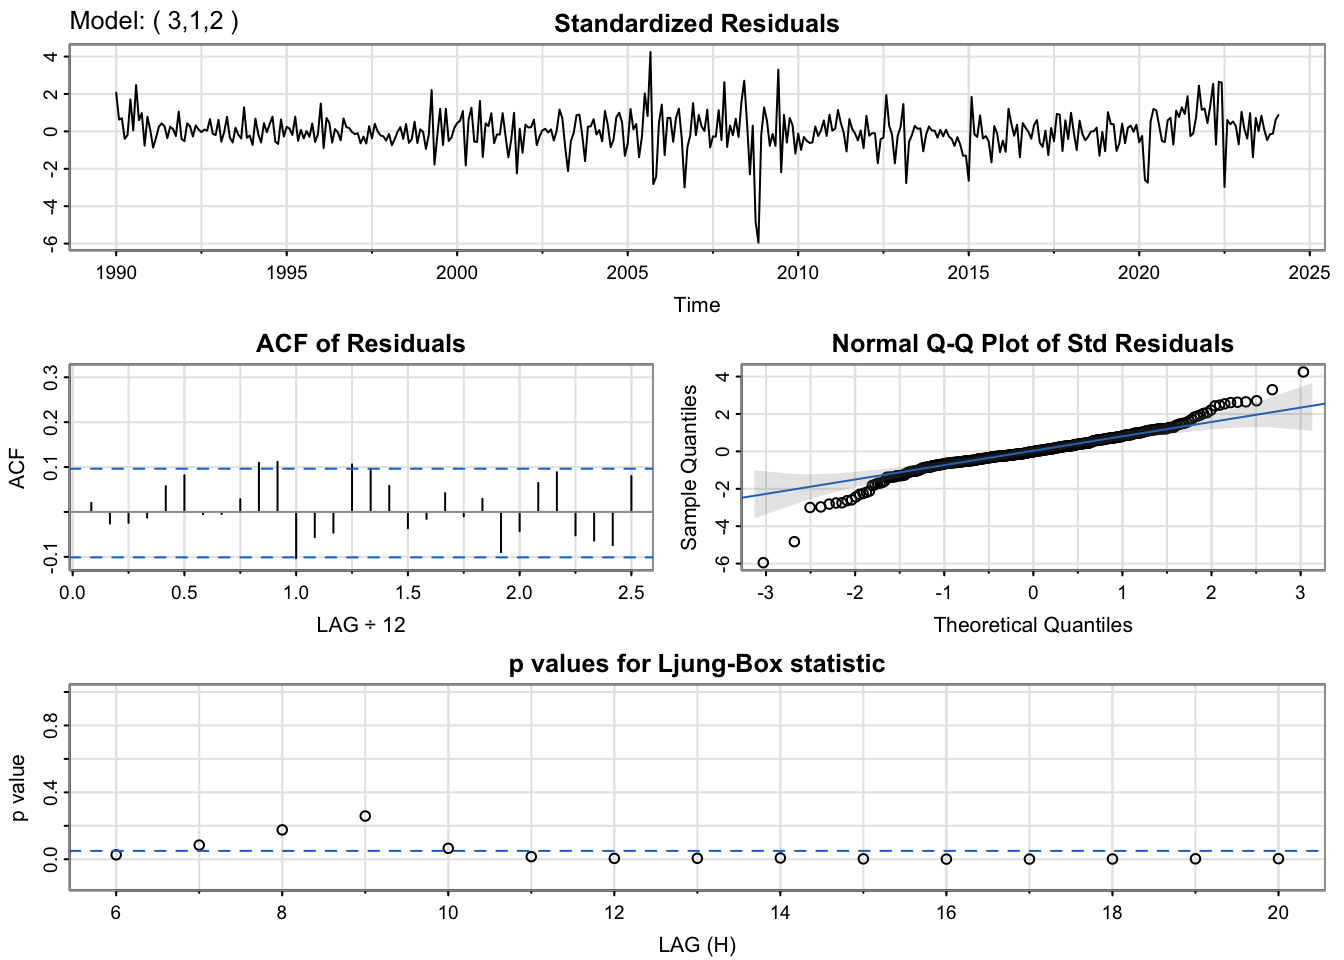 Model: ( 3,1,2 )
Standardized Residuals
4
2
0
-2
-4
-6
1990 1995 2000 2005 2010 2015 2020 2025
Time
ACF of Residuals
ACF
0.3
0.2
0.1
-0.1
0.0 0.5 1.0 1.5 2.0 2.5
LAG ÷ 12
Normal Q-Q Plot of Std Residuals
Sample Quantiles
4
2
0
-2
-4
-6
-3 -2 -1 0 1 2 3
Theoretical Quantiles
p values for Ljung-Box statistic
p value
0.8
0.4
0.0
6 8 10 12 14 16 18 20
LAG (H)